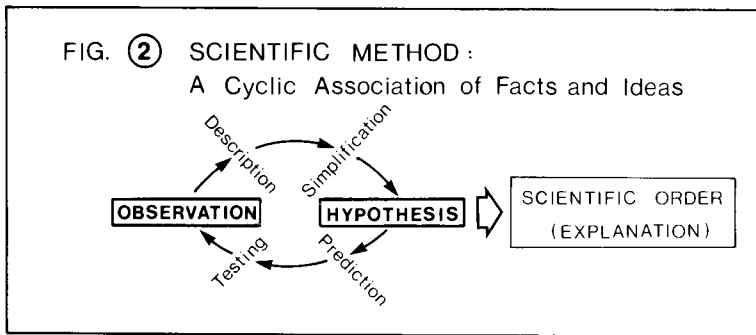 FIG. 2 SCIENTIFIC METHOD :
A Cyclic Association of Facts and Ideas
Description
Simplification
OBSERVATION
HYPOTHESIS
SCIENTIFIC ORDER
(EXPLANATION)
Testing
Prediction